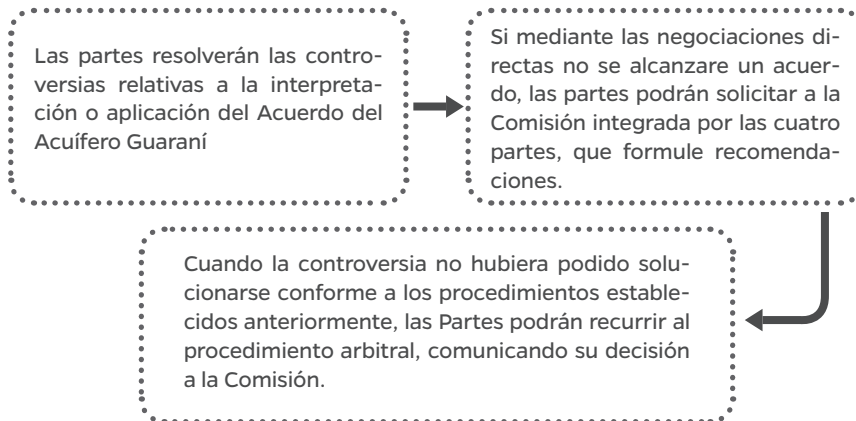 Las partes resolverán las contro-
versias relativas a la interpreta-
ción o aplicación del Acuerdo del
Acuífero Guaraní
Si mediante las negociaciones di-
rectas no se alcanzare un acuer-
do, las partes podrán solicitar a la
Comisión integrada por las cuatro
partes, que formule recomenda-
ciones.
Cuando la controversia no hubiera podido solu-
cionarse conforme a los procedimientos estable-
cidos anteriormente, las Partes podrán recurrir al
procedimiento arbitral, comunicando su decisión
a la Comisión.